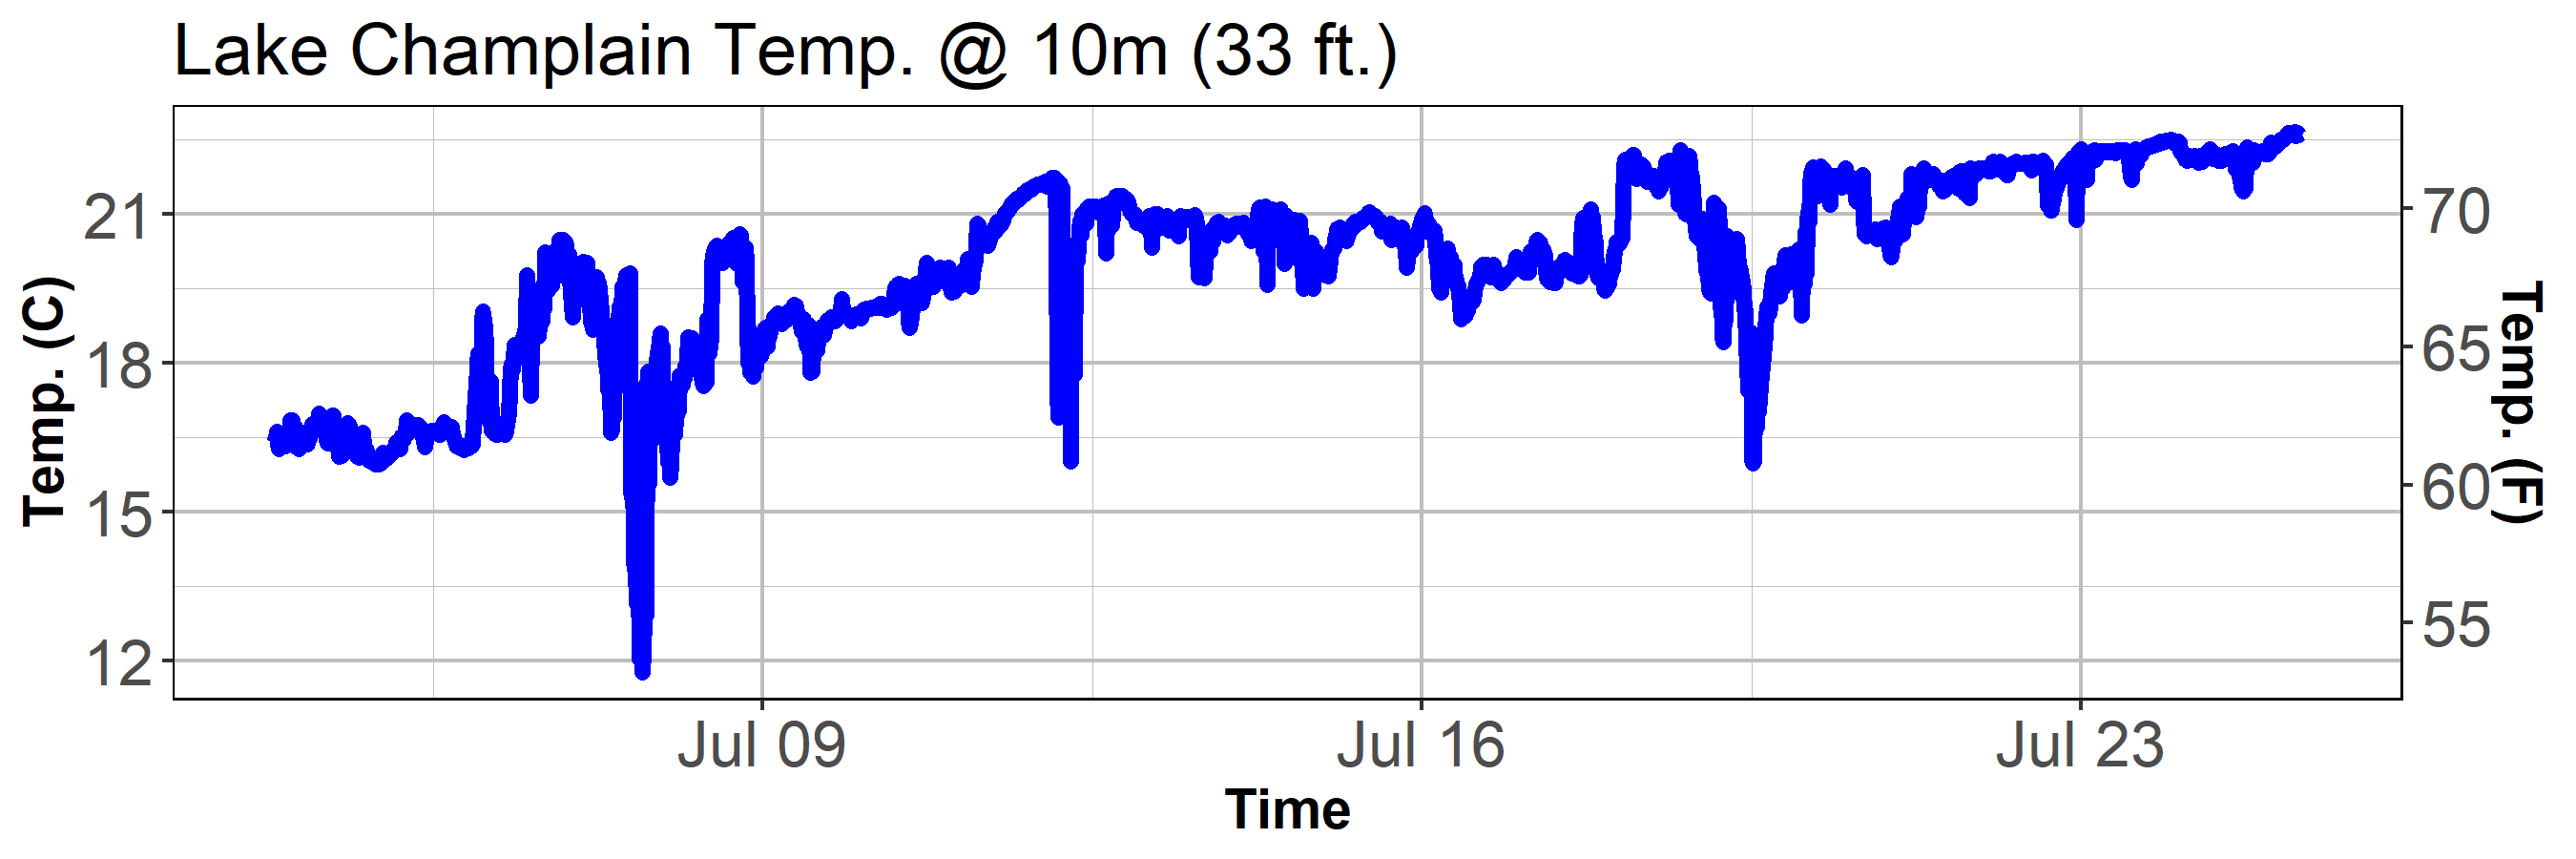 Lake Champlain Temp. @ 10m (33 ft.)
Temp. (C)
21
18
15
12
70
65
60
55
Temp. (F)
Jul 09
Jul 16
Jul 23
Time